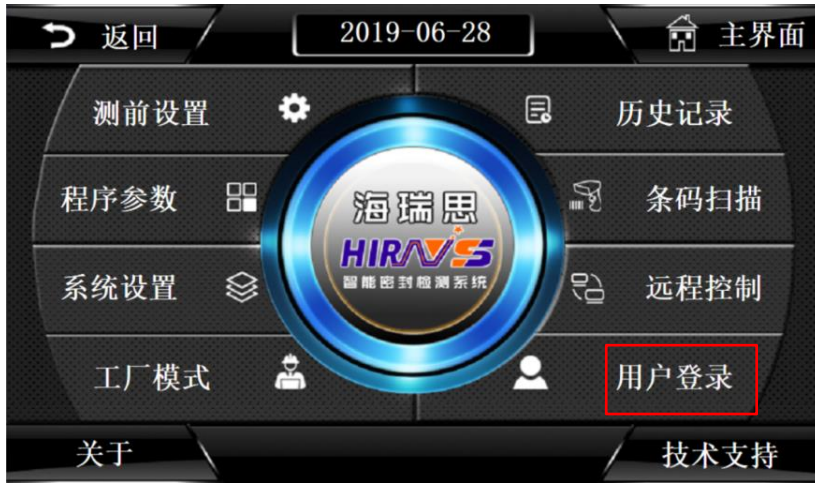 返回 2019-06-28 主界面
测前设置 历史记录
程序参数 条码扫描
海瑞思
HIRAYS
智能密封检测系统
系统设置 远程控制
工厂模式 用户登录
关于 技术支持